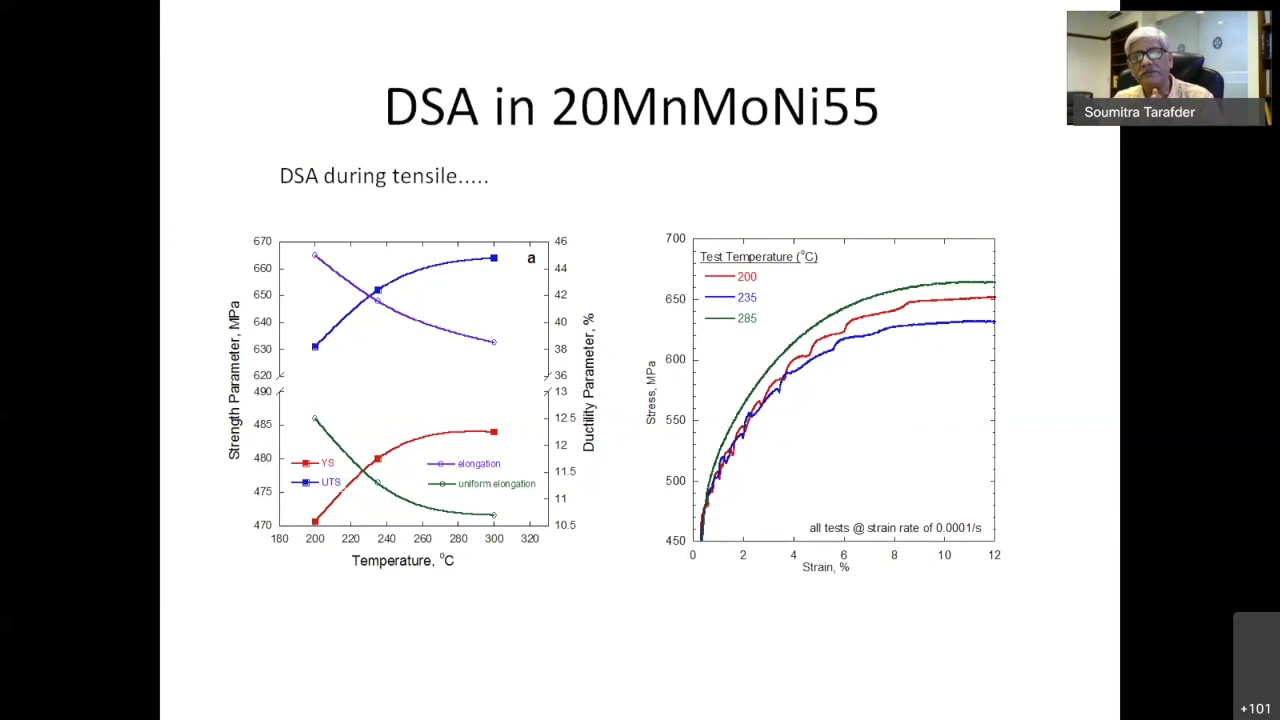 DSA in 20MnMoNi55
Soumitra Tarafder
DSA during tensile.....
670
660
650
640
630
620
490
485
480
475
470
46
44
42
40
38
36
13
12.5
12
11.5
11
10.5
a
Strength Parameter, MPa
Ductility Parameter, %
YS
UTS
elongation
uniform elongation
180 200 220 240 260 280 300 320
Temperature, °C
700
650
600
550
500
450
Stress, MPa
Test Temperature (°C)
200
235
285
all tests @ strain rate of 0.0001/s
0 2 4 6 8 10 12
Strain, %
+101